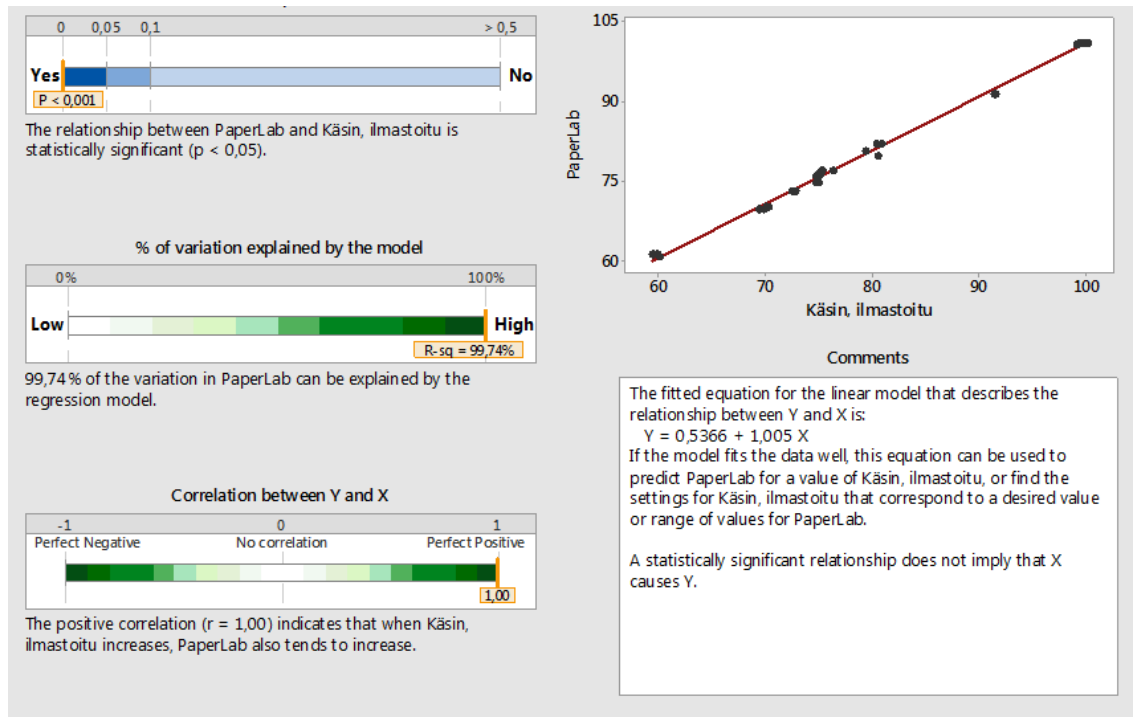 0 0,05 0,1 > 0,5
Yes No
P < 0,001
The relationship between PaperLab and Käsin, ilmastoitu is
statistically significant (p < 0,05).
% of variation explained by the model
0% 100%
Low High
R-sq = 99,74%
99,74% of the variation in PaperLab can be explained by the
regression model.
Correlation between Y and X
-1 0 1
Perfect Negative No correlation Perfect Positive
1,00
The positive correlation (r = 1,00) indicates that when Käsin,
ilmastoitu increases, PaperLab also tends to increase.
105
90
75
60
PaperLab
60 70 80 90 100
Käsin, ilmastoitu
Comments
The fitted equation for the linear model that describes the
relationship between Y and X is:
Y = 0,5366 + 1,005 X
If the model fits the data well, this equation can be used to
predict PaperLab for a value of Käsin, ilmastoitu, or find the
settings for Käsin, ilmastoitu that correspond to a desired value
or range of values for PaperLab.
A statistically significant relationship does not imply that X
causes Y.